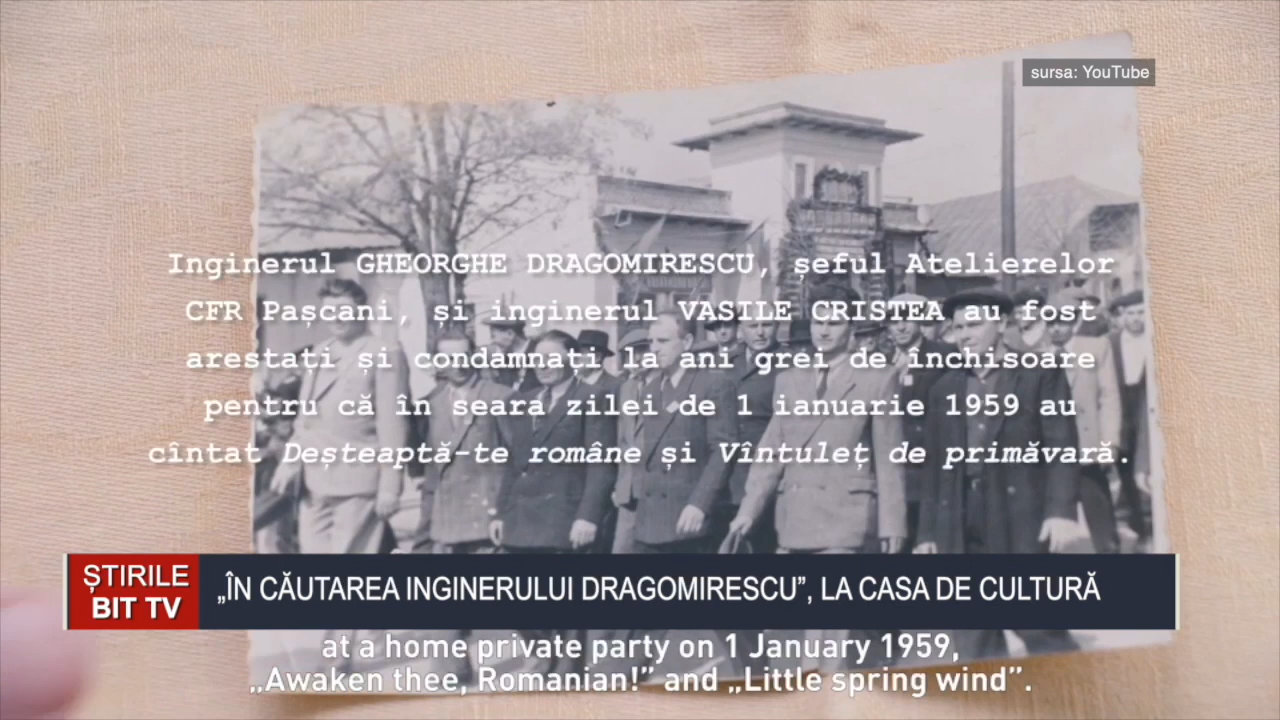 sursa: YouTube
Inginerul GHEORGHE DRAGOMIRESCU, șeful Atelierelor
CFR Pașcani, și inginerul VASILE CRISTEA au fost
arestați și condamnați la ani grei de închisoare
pentru că în seara zilei de 1 ianuarie 1959 au
cîntat Deșteaptă-te române și Vîntuleț de primăvară.
ȘTIRILE
BIT TV
„ÎN CĂUTAREA INGINERULUI DRAGOMIRESCU”, LA CASA DE CULTURĂ
at a home private party on 1 January 1959,
„Awaken thee, Romanian!” and „Little spring wind”.